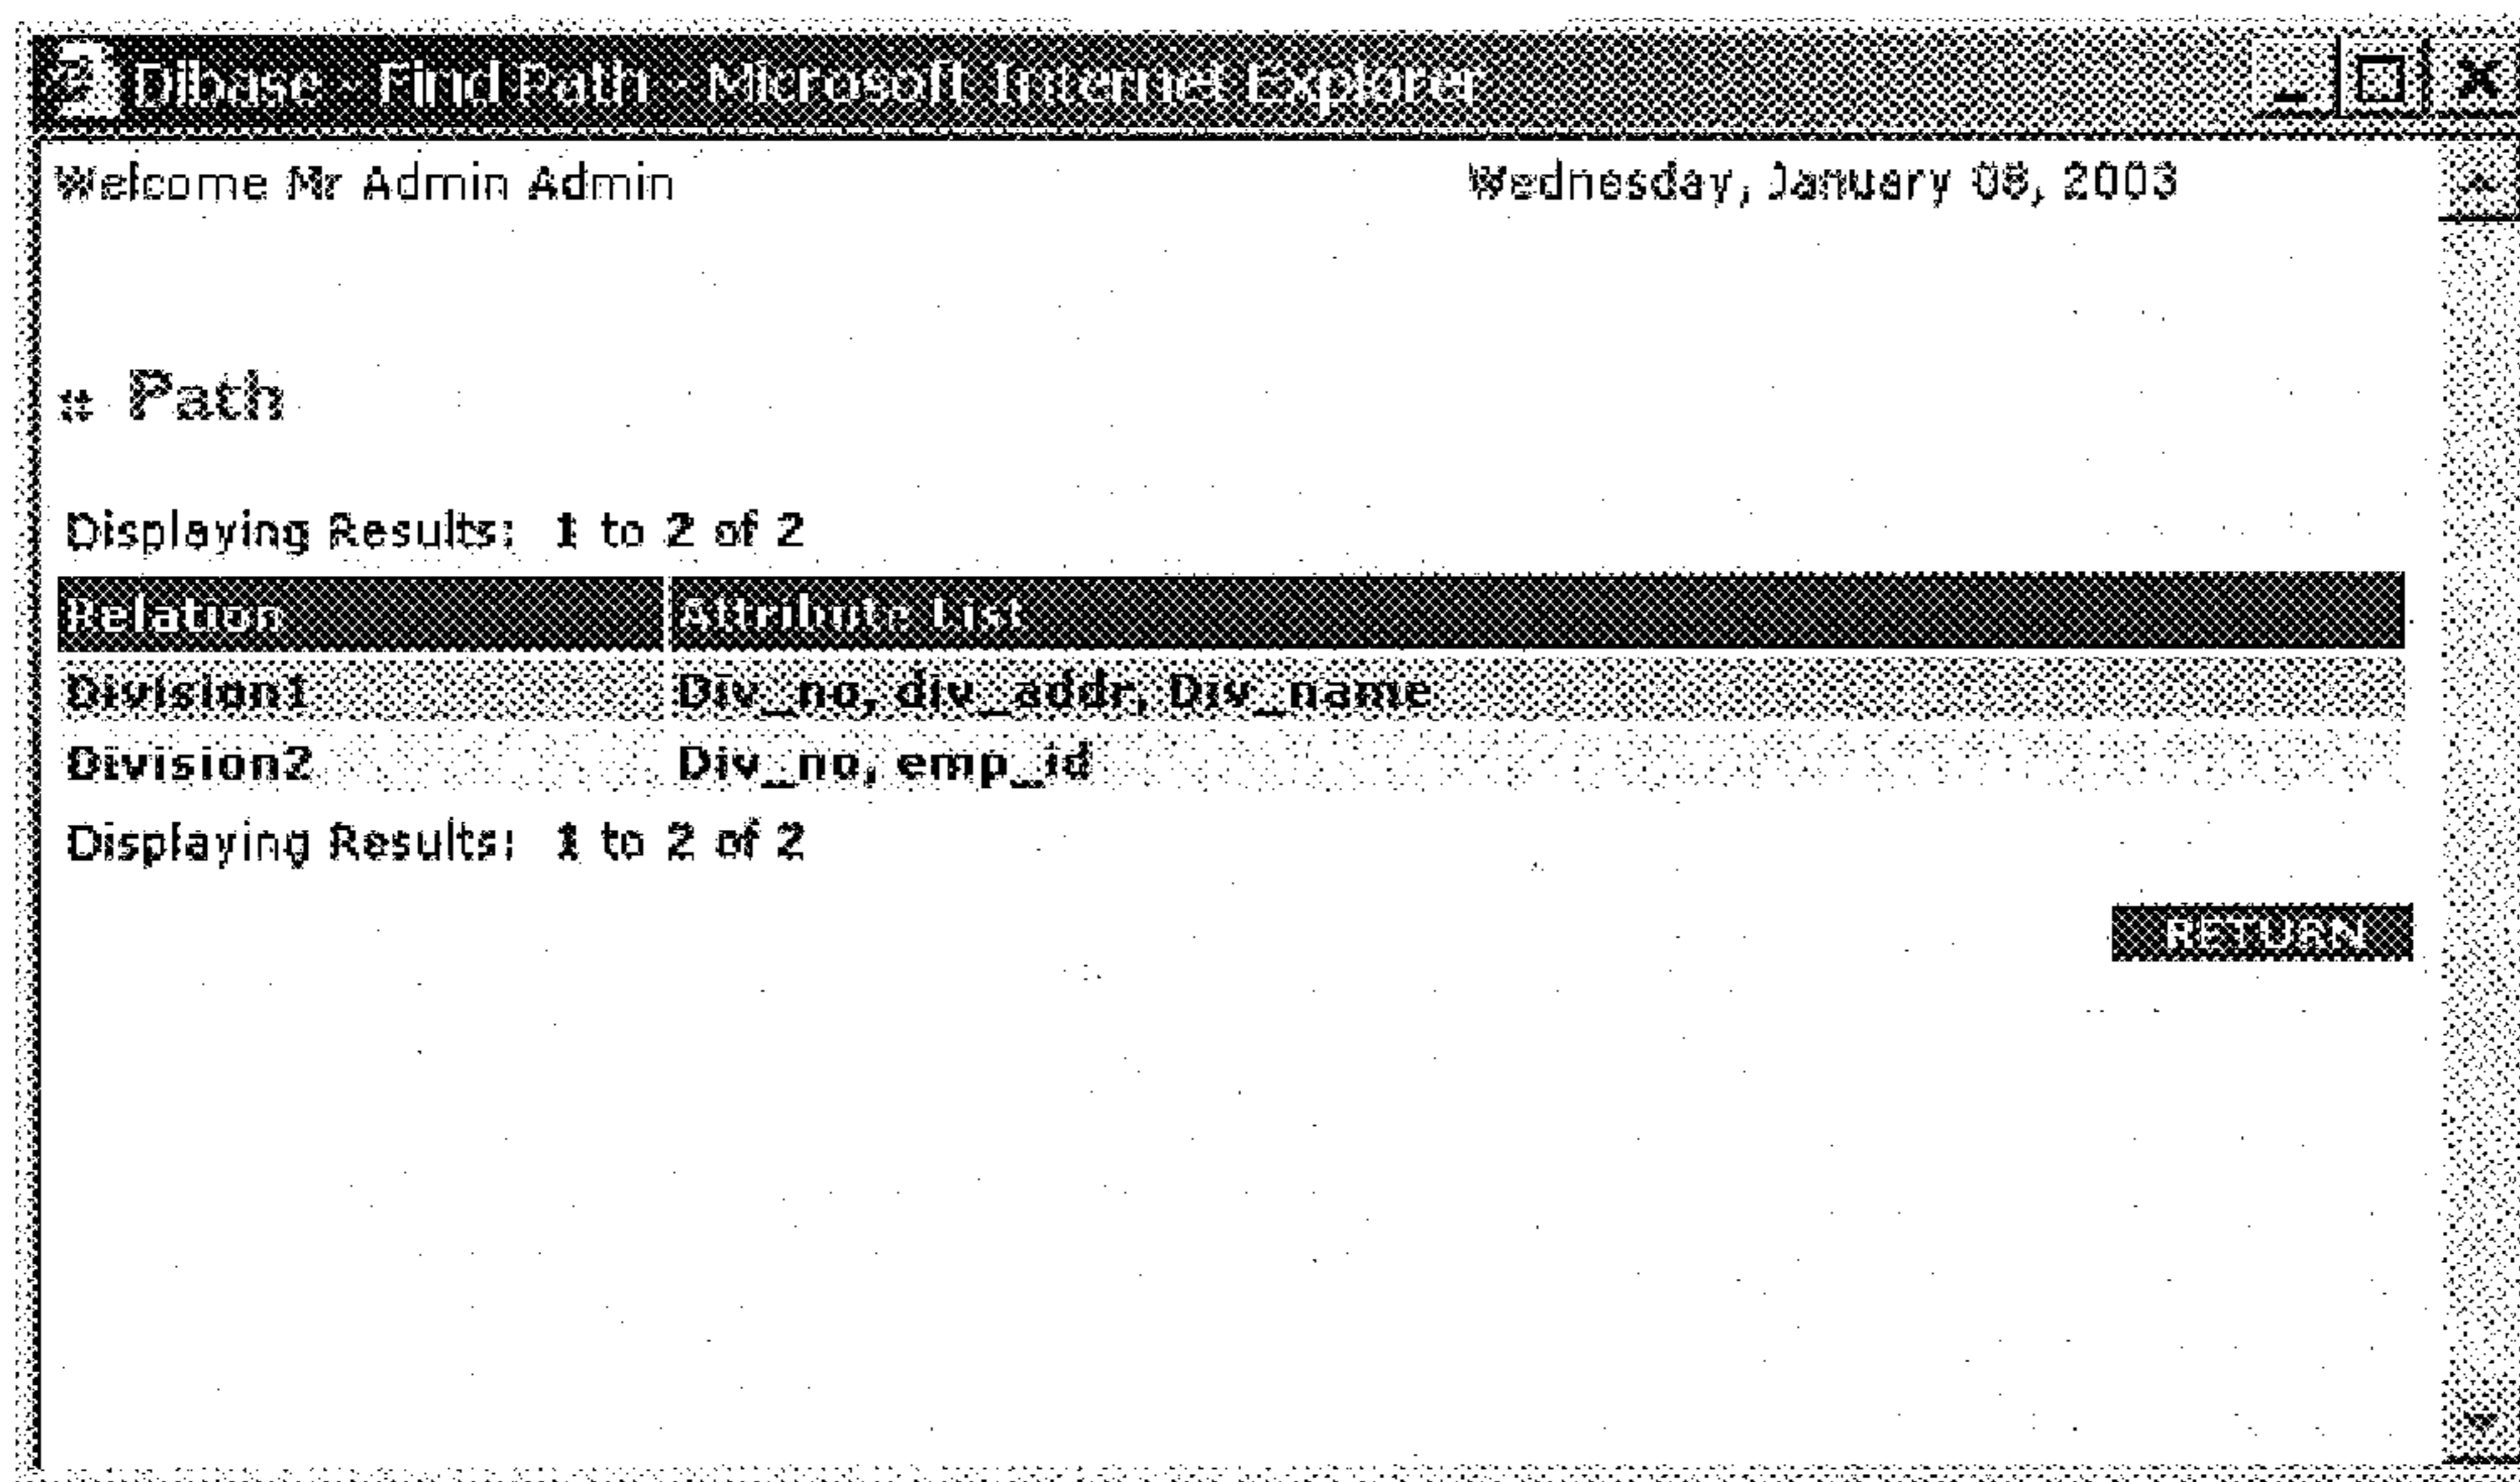 Dibase - Find Path - Microsoft Internet Explorer
Welcome Mr Admin Admin Wednesday, January 08, 2003
:: Path
Displaying Results: 1 to 2 of 2
Relation Attribute List
Division1 Div_no, div_addr, Div_name
Division2 Div_no, emp_id
Displaying Results: 1 to 2 of 2
RETURN